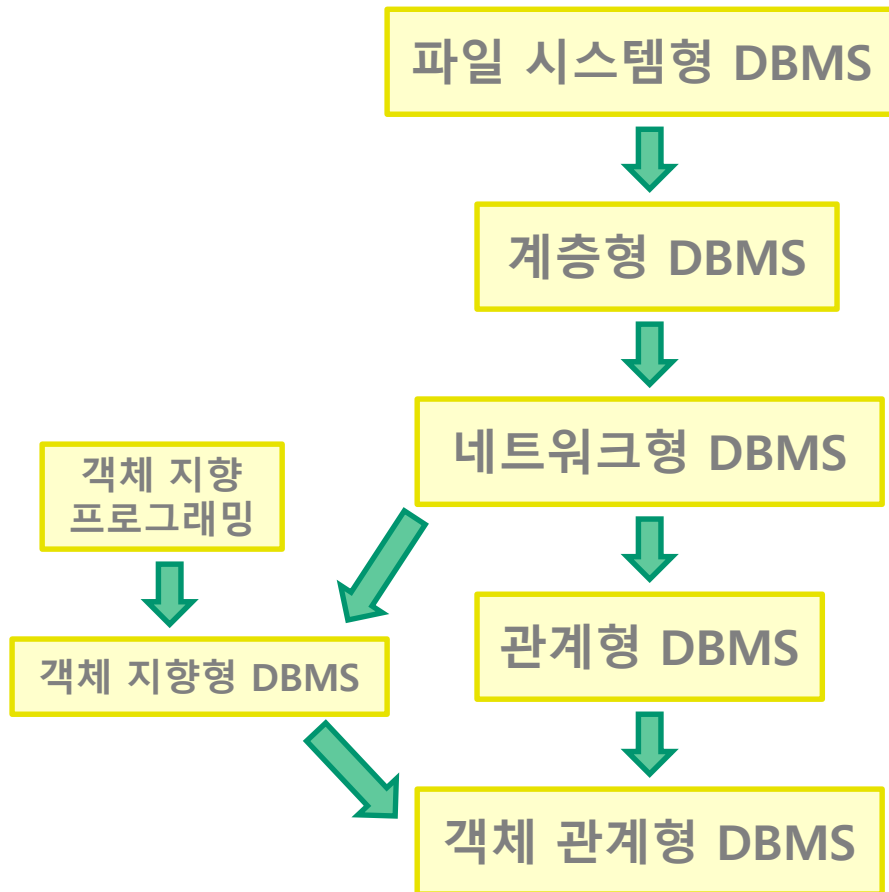 파일 시스템형 DBMS
계층형 DBMS
네트워크형 DBMS
객체 지향
프로그래밍
관계형 DBMS
객체 지향형 DBMS
객체 관계형 DBMS